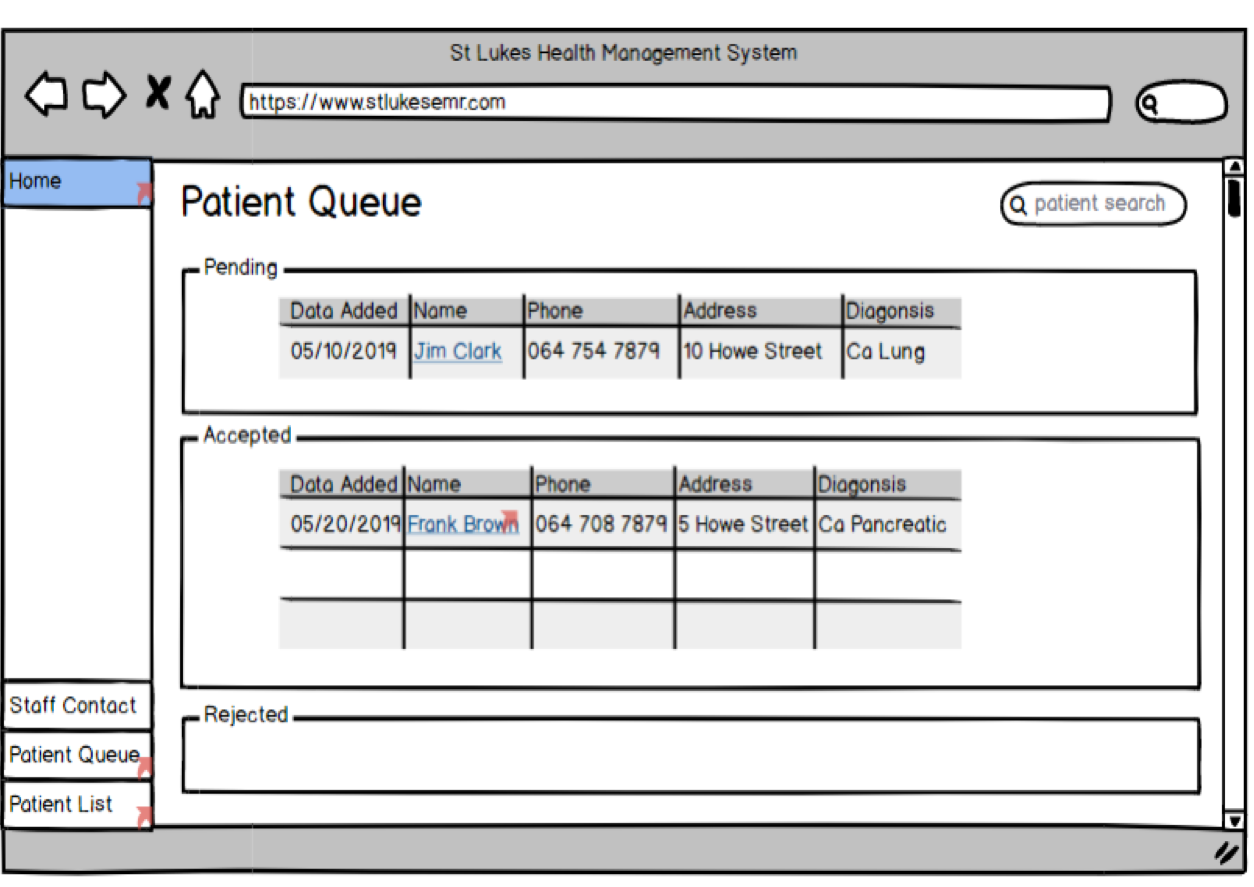 St Lukes Health Management System
https://www.stlukesemr.com
Home
Patient Queue
patient search
Pending
Data Added Name Phone Address Diagonsis
05/10/2019 Jim Clark 064 754 7879 10 Howe Street Ca Lung
Accepted
Data Added Name Phone Address Diagonsis
05/20/2019 Frank Brown 064 708 7879 5 Howe Street Ca Pancreatic
Rejected
Staff Contact
Patient Queue
Patient List